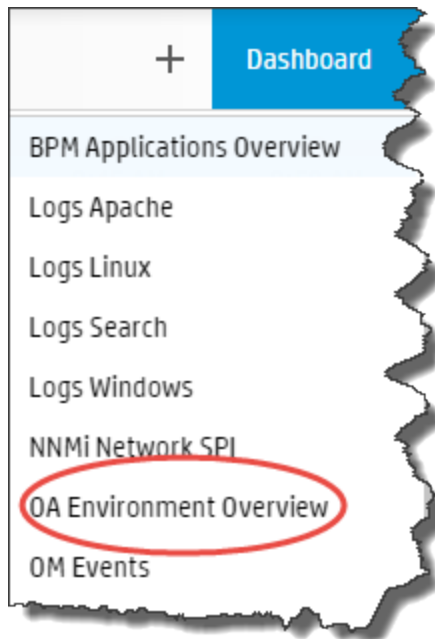 + Dashboard
BPM Applications Overview
Logs Apache
Logs Linux
Logs Search
Logs Windows
NNMi Network SPI
OA Environment Overview
OM Events